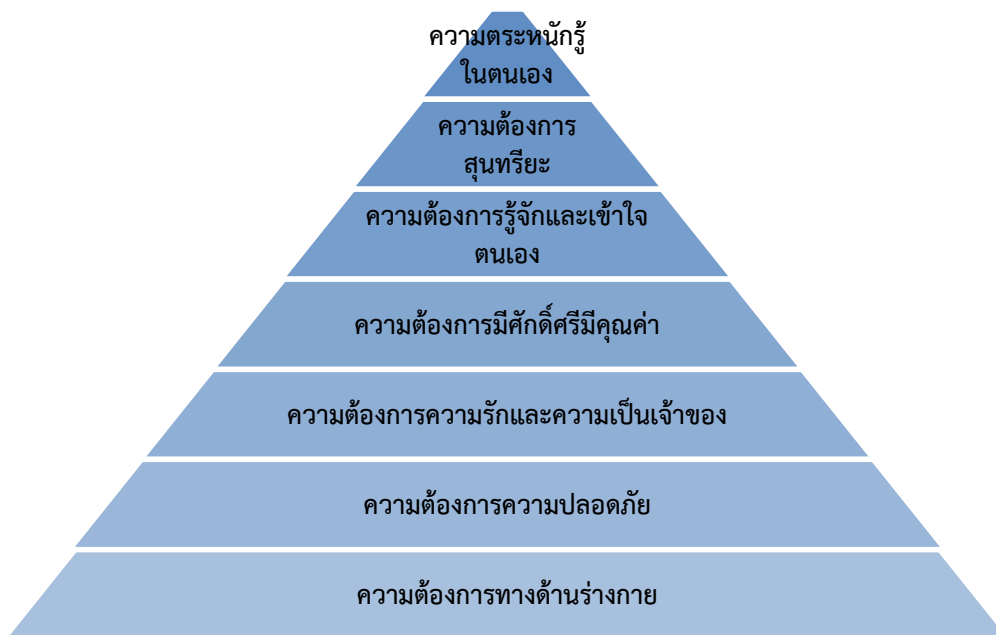 ความตระหนักรู้
ในตนเอง
ความต้องการ
สุนทรียะ
ความต้องการรู้จักและเข้าใจ
ตนเอง
ความต้องการมีศักดิ์ศรีมีคุณค่า
ความต้องการความรักและความเป็นเจ้าของ
ความต้องการความปลอดภัย
ความต้องการทางด้านร่างกาย